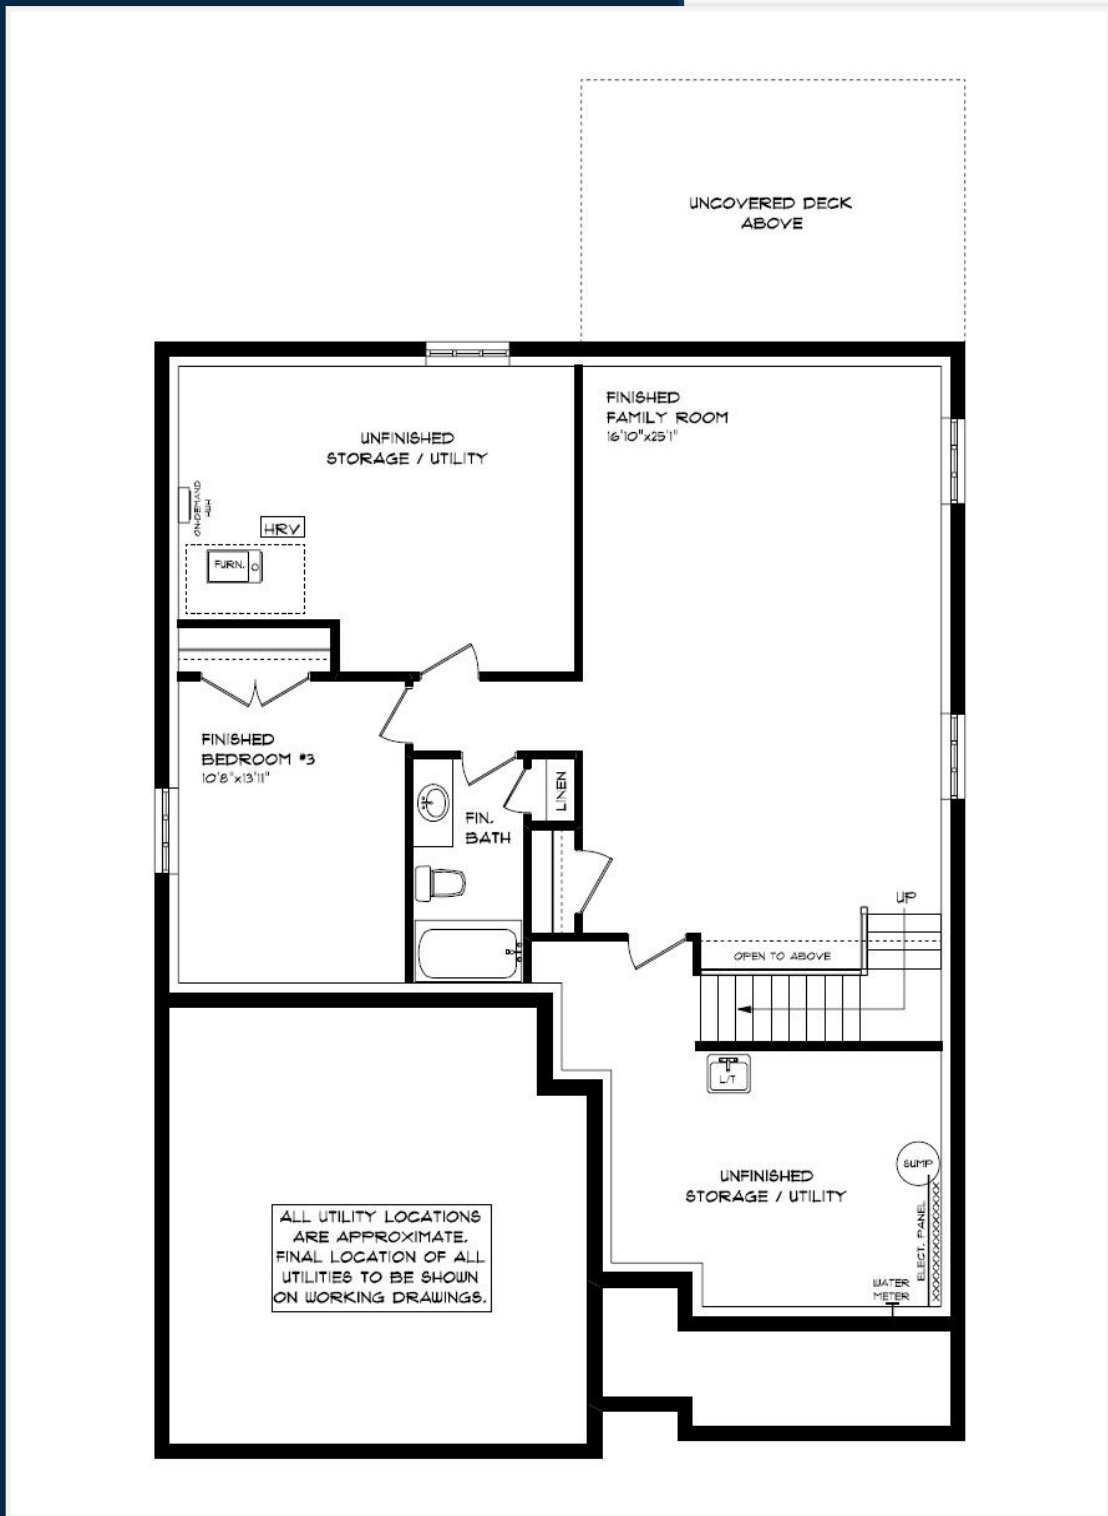 UNCOVERED DECK
ABOVE
FINISHED
FAMILY ROOM
16'10"x25'1"
UNFINISHED
STORAGE / UTILITY
ON-DEMAND
HRV
FURN.
FINISHED
BEDROOM #3
10'8"x13'11"
LINEN
FIN.
BATH
UP
OPEN TO ABOVE
L/T
SUMP
UNFINISHED
STORAGE / UTILITY
ELECT. PANEL
WATER
METER
ALL UTILITY LOCATIONS
ARE APPROXIMATE.
FINAL LOCATION OF ALL
UTILITIES TO BE SHOWN
ON WORKING DRAWINGS.